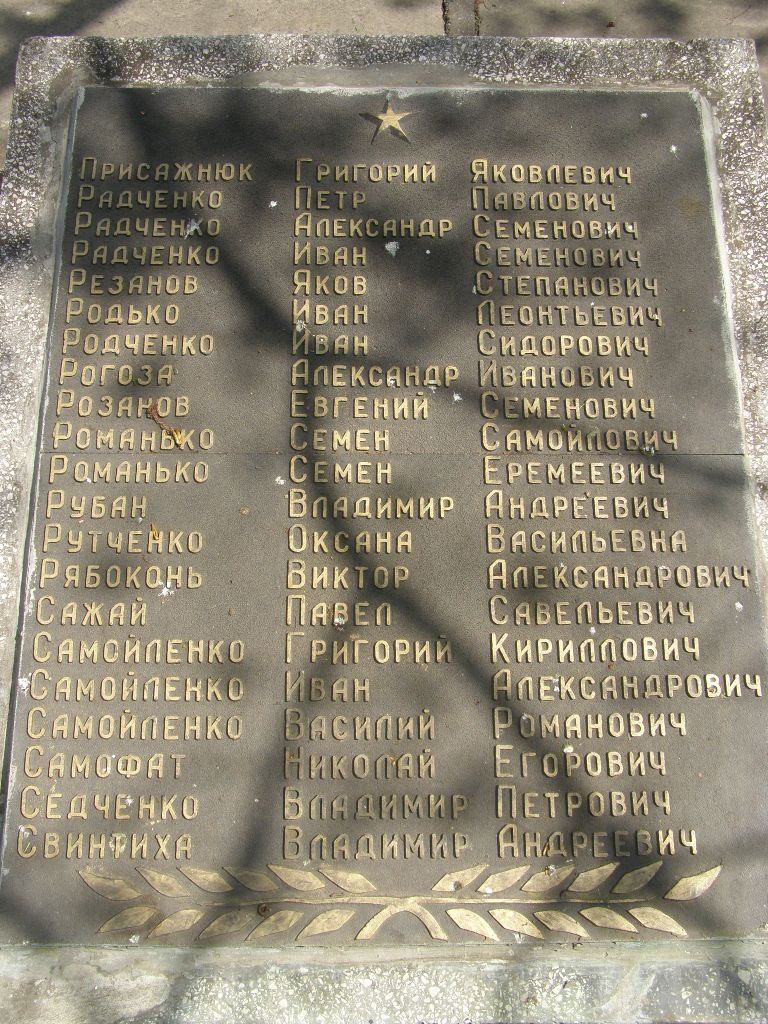 Присажнюк Григорий Яковлевич
Радченко Петр Павлович
Радченко Александр Семенович
Радченко Иван Семенович
Резанов Яков Степанович
Родько Иван Леонтьевич
Родченко Иван Сидорович
Рогоза Александр Иванович
Розанов Евгений Семенович
Романько Семен Самойлович
Романько Семен Еремеевич
Рубан Владимир Андреевич
Рутченко Оксана Васильевна
Рябоконь Виктор Александрович
Сажай Павел Савельевич
Самойленко Григорий Кириллович
Самойленко Иван Александрович
Самойленко Василий Романович
Самофат Николай Егорович
Седченко Владимир Петрович
Свинтиха Владимир Андреевич